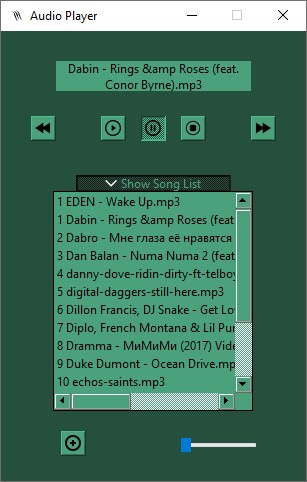 Audio Player
Dabin - Rings &amp Roses (feat.
Conor Byrne).mp3
Show Song List
1 EDEN - Wake Up.mp3
1 Dabin - Rings &amp Roses (feat
2 Dabro - Мне глаза её нравятся
3 Dan Balan - Numa Numa 2 (feat
4 danny-dove-ridin-dirty-ft-telboy
5 digital-daggers-still-here.mp3
6 Dillon Francis, DJ Snake - Get Lo
7 Diplo, French Montana & Lil Pu
8 Dramma - МиМиМи (2017) Vide
9 Duke Dumont - Ocean Drive.mp
10 echos-saints.mp3